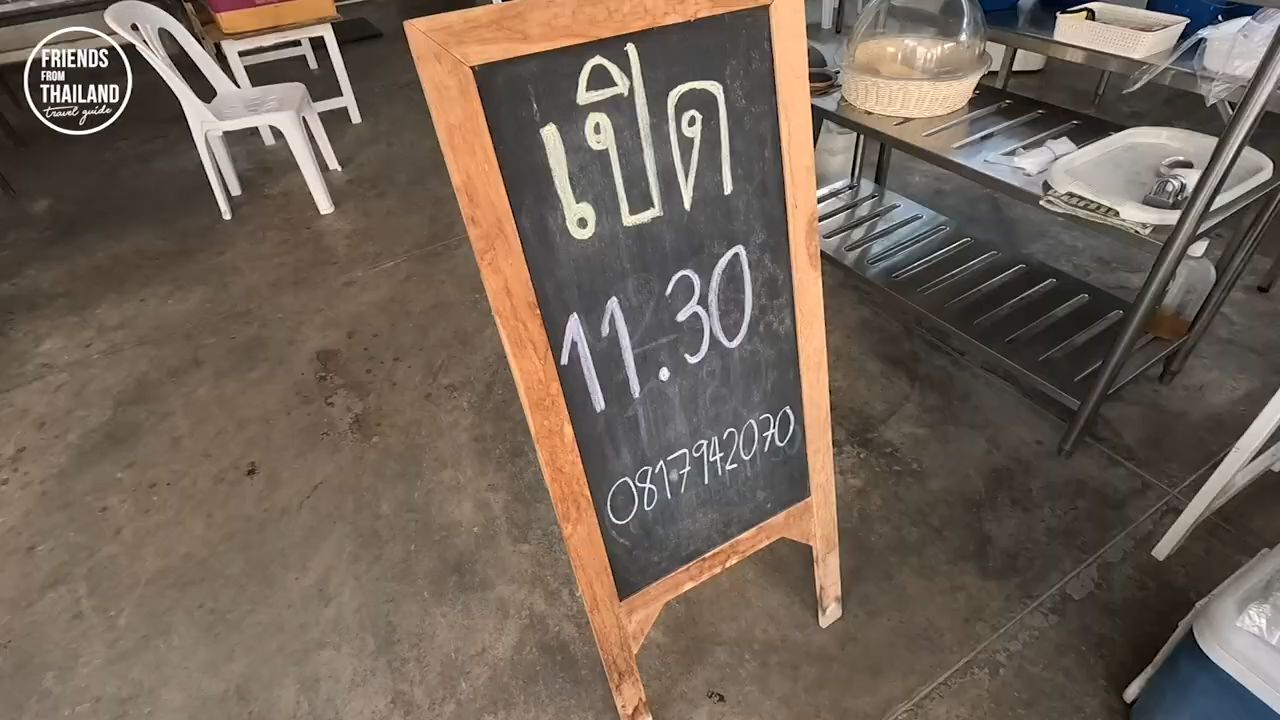 FRIENDS
FROM
THAILAND
travel guide
เปิด
11.30
0817942070